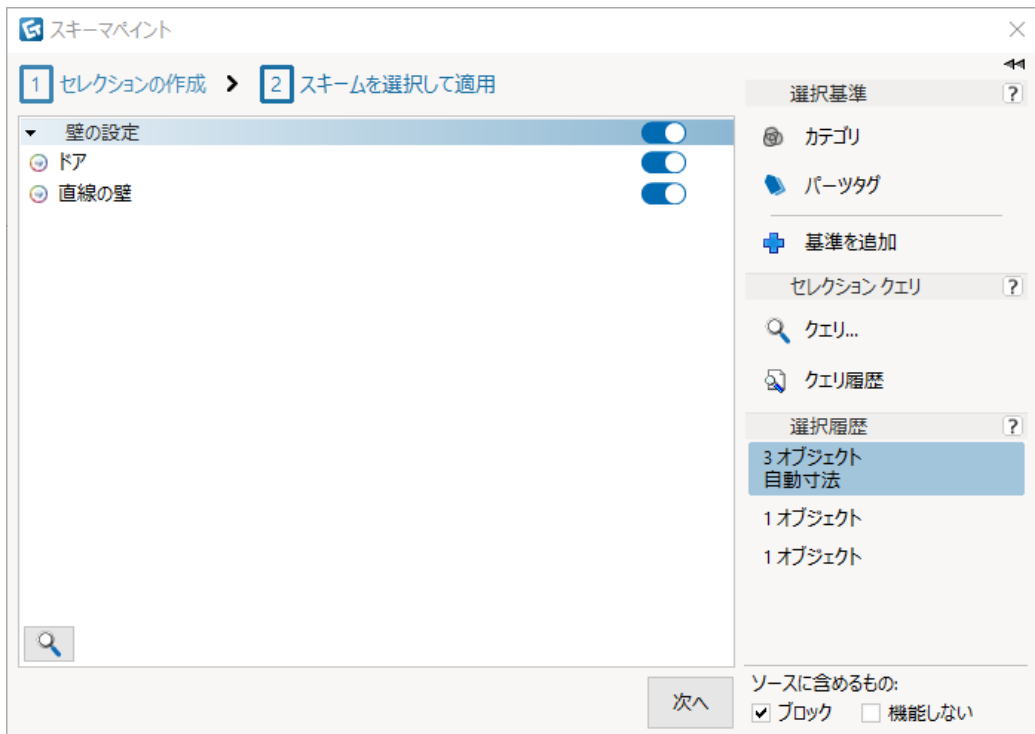 スキーマペイント
1 セレクションの作成 > 2 スキームを選択して適用
壁の設定
ドア
直線の壁
選択基準 ?
カテゴリ
パーツタグ
基準を追加
セレクション クエリ ?
クエリ...
クエリ履歴
選択履歴 ?
3 オブジェクト
自動寸法
1 オブジェクト
1 オブジェクト
ソースに含めるもの:
ブロック 機能しない
次へ